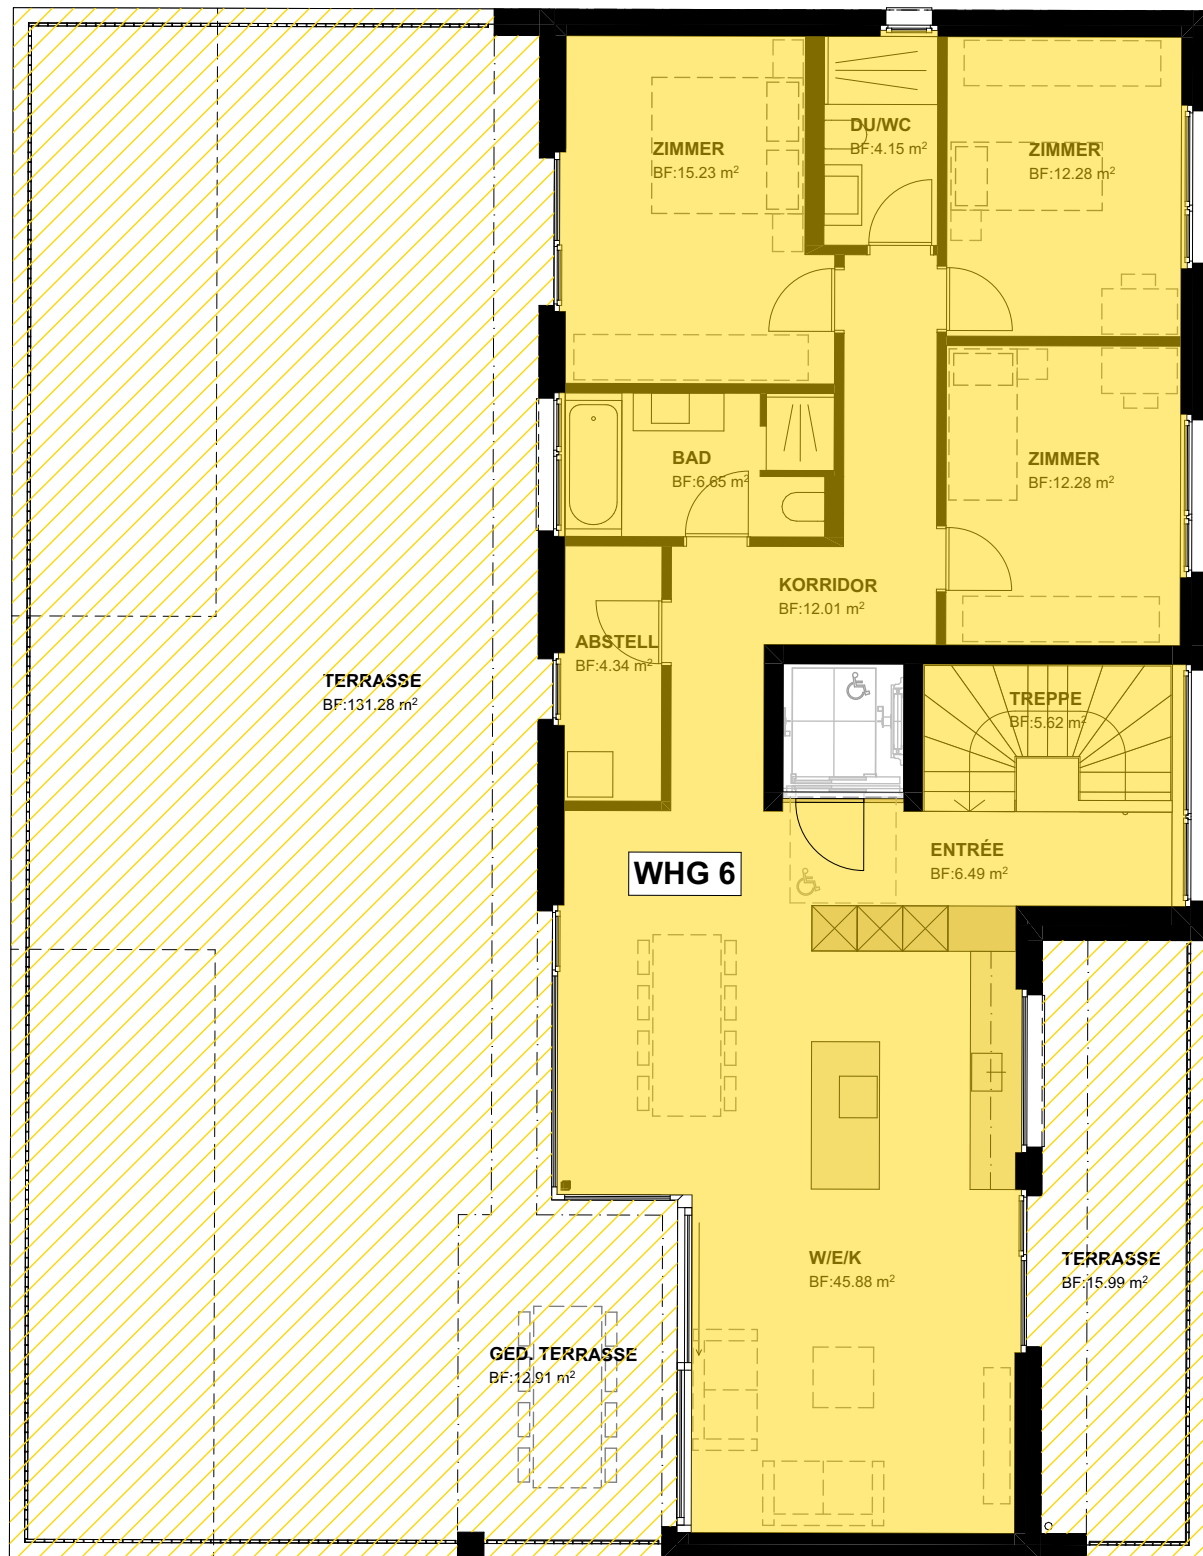 ZIMMER
BF:15.23 m²
DU/WC
BF:4.15 m²
ZIMMER
BF:12.28 m²
BAD
BF:6.65 m²
ZIMMER
BF:12.28 m²
KORRIDOR
BF:12.01 m²
ABSTELL
BF:4.34 m²
TERRASSE
BF:131.28 m²
TREPPE
BF:5.62 m²
WHG 6
ENTRÉE
BF:6.49 m²
W/E/K
BF:45.88 m²
TERRASSE
BF:15.99 m²
GED. TERRASSE
BF:12.91 m²